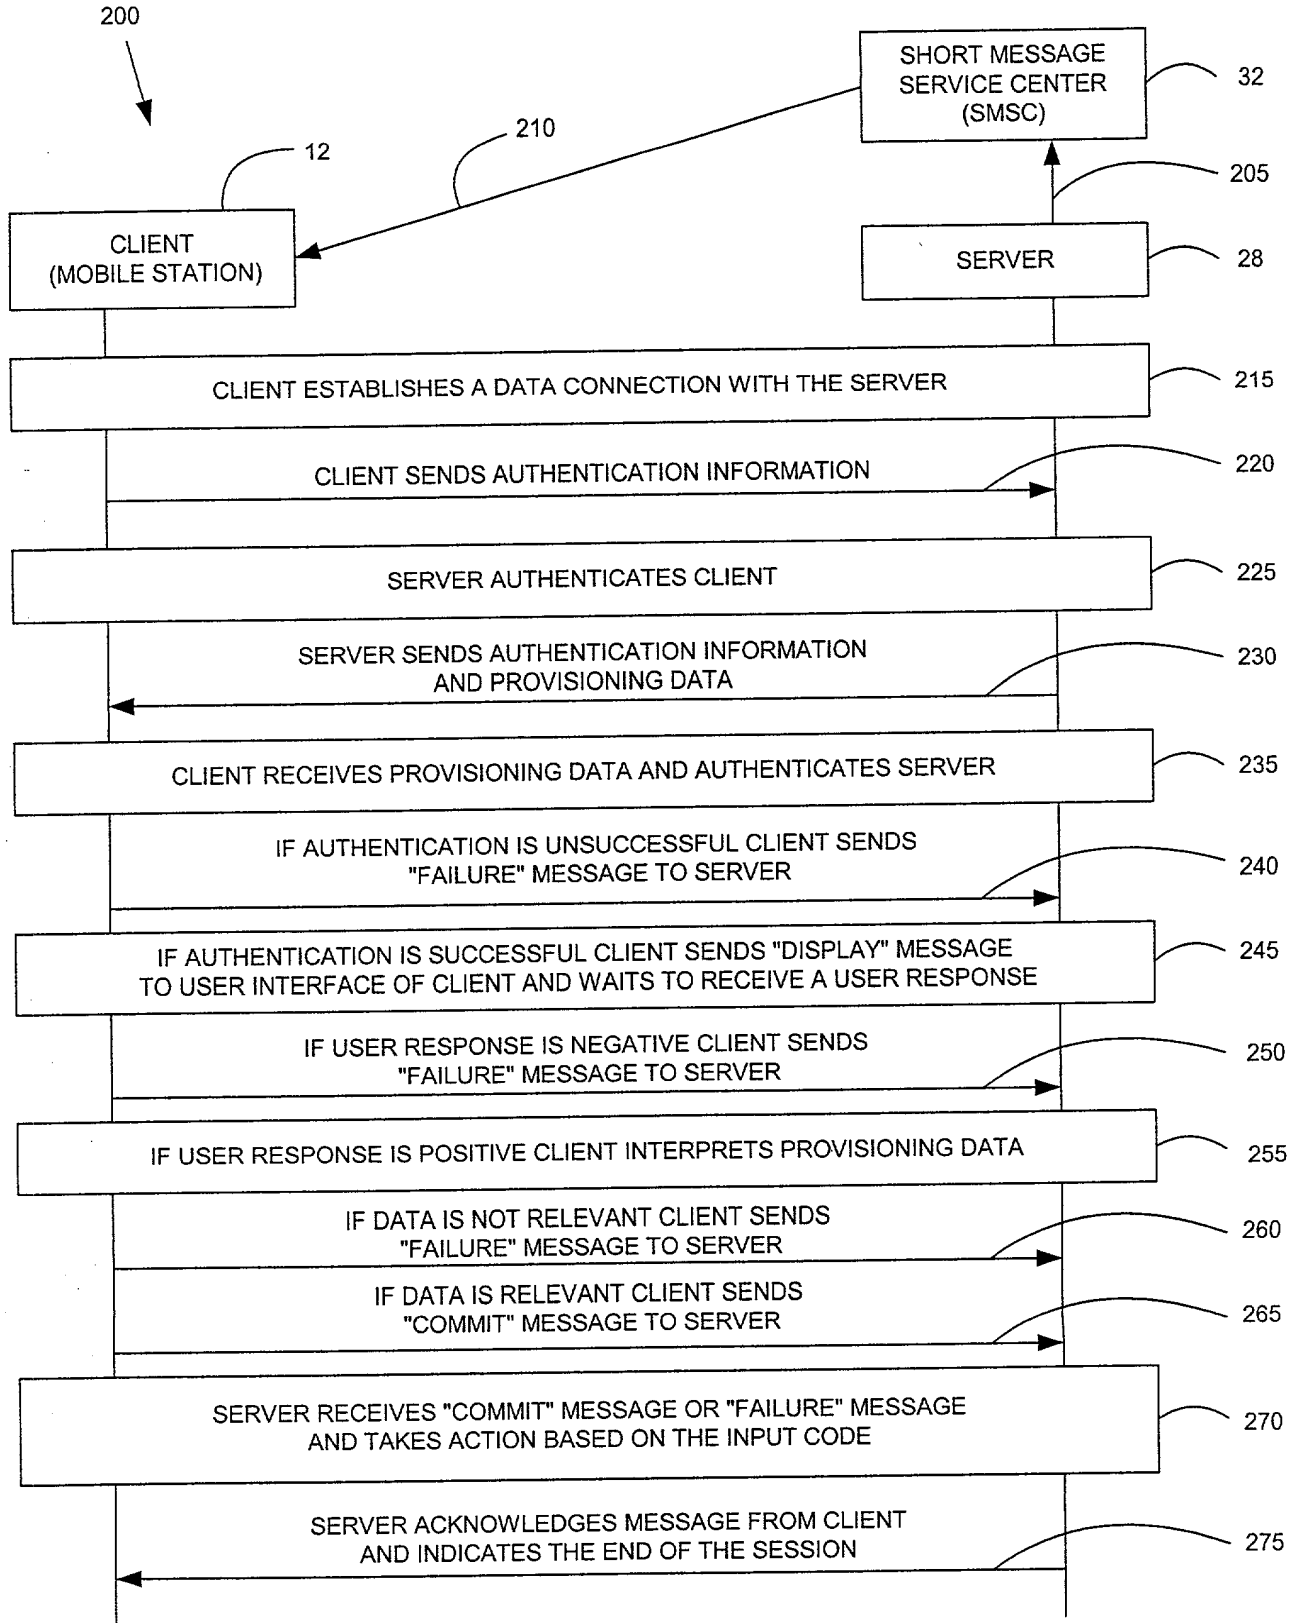 200
SHORT MESSAGE
SERVICE CENTER
(SMSC)
32
210
12
205
CLIENT
(MOBILE STATION)
SERVER
28
CLIENT ESTABLISHES A DATA CONNECTION WITH THE SERVER
215
CLIENT SENDS AUTHENTICATION INFORMATION
220
SERVER AUTHENTICATES CLIENT
225
SERVER SENDS AUTHENTICATION INFORMATION
AND PROVISIONING DATA
230
CLIENT RECEIVES PROVISIONING DATA AND AUTHENTICATES SERVER
235
IF AUTHENTICATION IS UNSUCCESSFUL CLIENT SENDS
"FAILURE" MESSAGE TO SERVER
240
IF AUTHENTICATION IS SUCCESSFUL CLIENT SENDS "DISPLAY" MESSAGE
TO USER INTERFACE OF CLIENT AND WAITS TO RECEIVE A USER RESPONSE
245
IF USER RESPONSE IS NEGATIVE CLIENT SENDS
"FAILURE" MESSAGE TO SERVER
250
IF USER RESPONSE IS POSITIVE CLIENT INTERPRETS PROVISIONING DATA
255
IF DATA IS NOT RELEVANT CLIENT SENDS
"FAILURE" MESSAGE TO SERVER
260
IF DATA IS RELEVANT CLIENT SENDS
"COMMIT" MESSAGE TO SERVER
265
SERVER RECEIVES "COMMIT" MESSAGE OR "FAILURE" MESSAGE
AND TAKES ACTION BASED ON THE INPUT CODE
270
SERVER ACKNOWLEDGES MESSAGE FROM CLIENT
AND INDICATES THE END OF THE SESSION
275